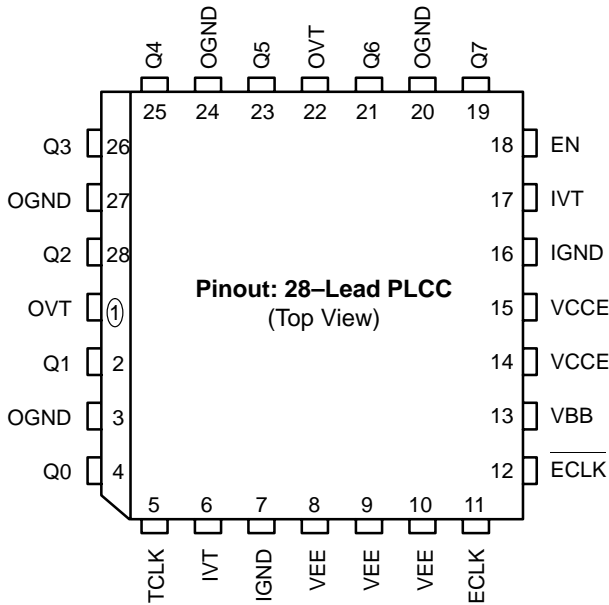 Q4 OGND Q5 OVT Q6 OGND Q7
25 24 23 22 21 20 19
Q3 26 18 EN
OGND 27 17 IVT
Q2 28 16 IGND
Pinout: 28–Lead PLCC
OVT 1 15 VCCE
(Top View)
Q1 2 14 VCCE
OGND 3 13 VBB
Q0 4 12 E̅C̅L̅K̅
5 6 7 8 9 10 11
TCLK IVT IGND VEE VEE VEE ECLK